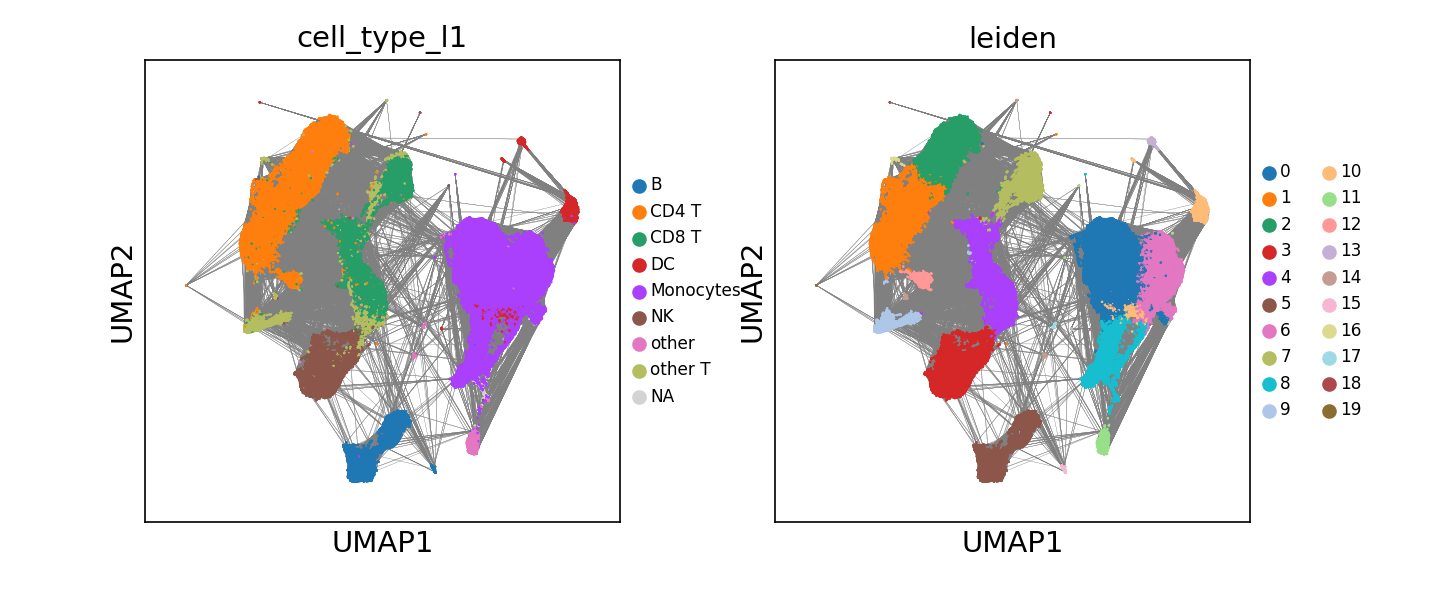 cell_type_l1
UMAP2
UMAP1
B
CD4 T
CD8 T
DC
Monocytes
NK
other
other T
NA
leiden
UMAP2
UMAP1
0 10
1 11
2 12
3 13
4 14
5 15
6 16
7 17
8 18
9 19